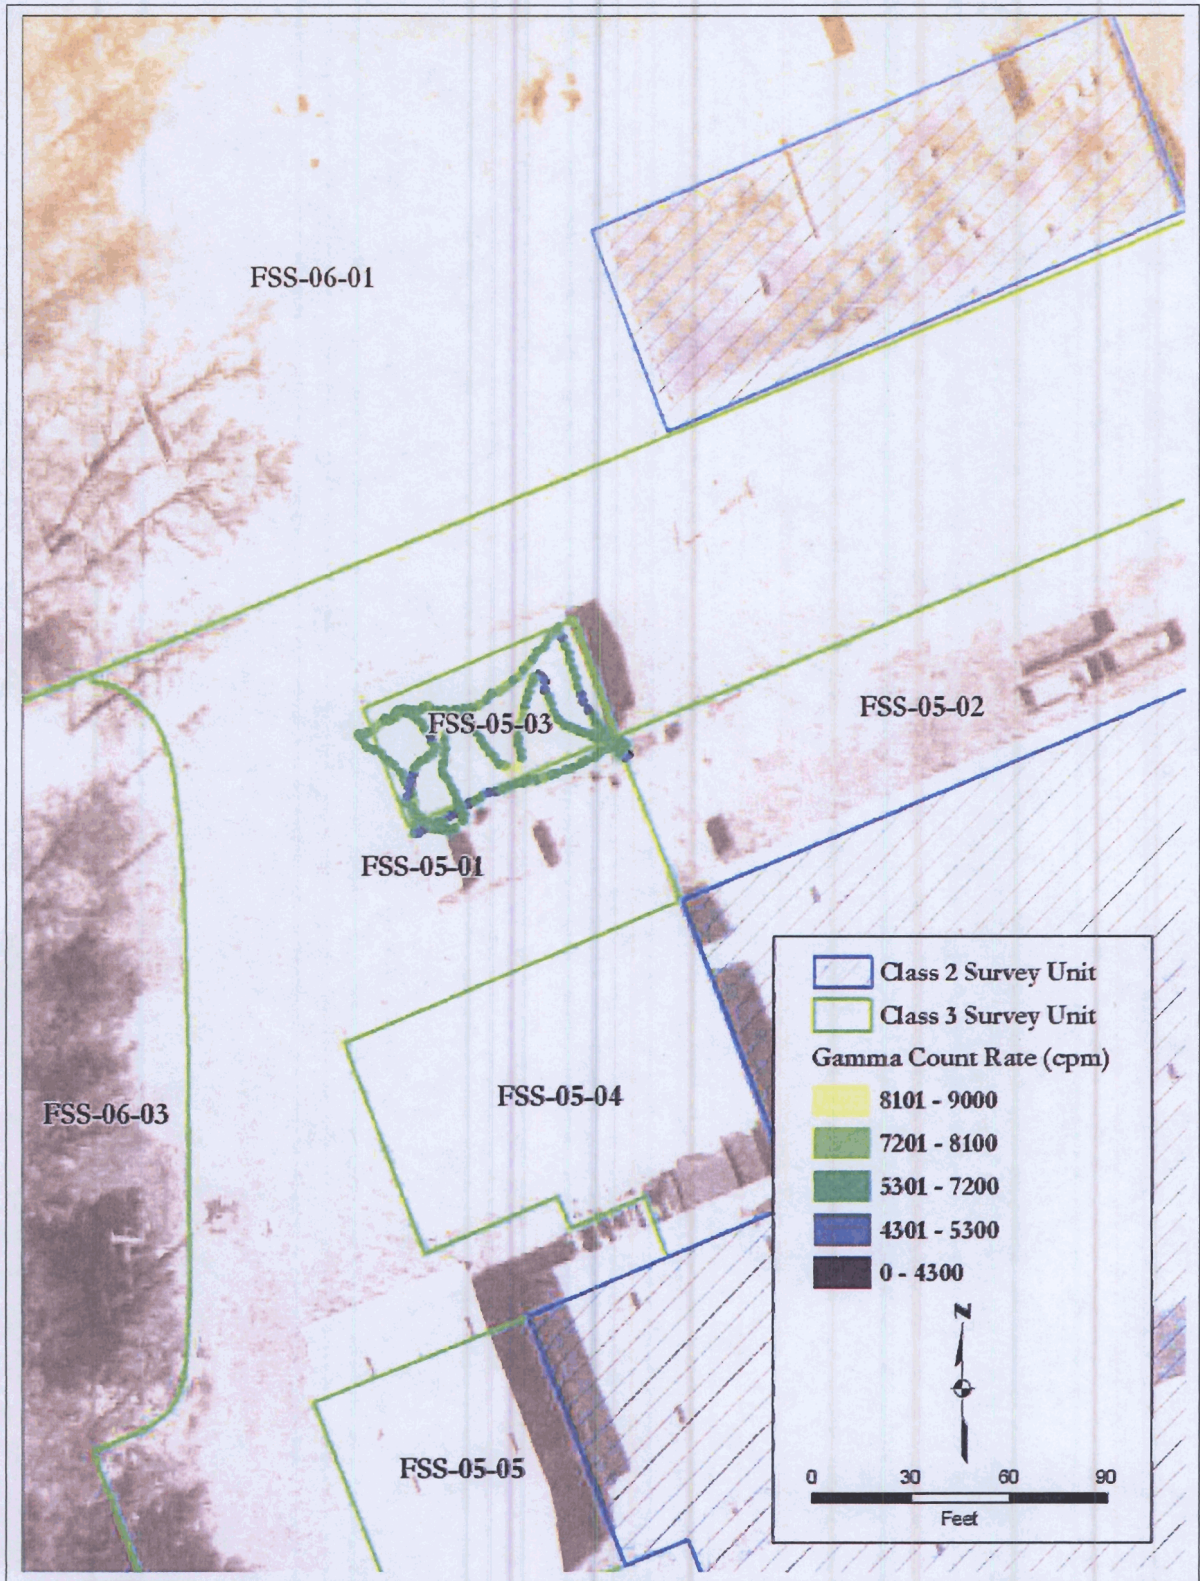 FSS-06-01
FSS-05-02
FSS-05-03
FSS-05-01
Class 2 Survey Unit
Class 3 Survey Unit
Gamma Count Rate (cpm)
8101 - 9000
7201 - 8100
5301 - 7200
4301 - 5300
0 - 4300
FSS-05-04
FSS-06-03
N
0 30 60 90
Feet
FSS-05-05